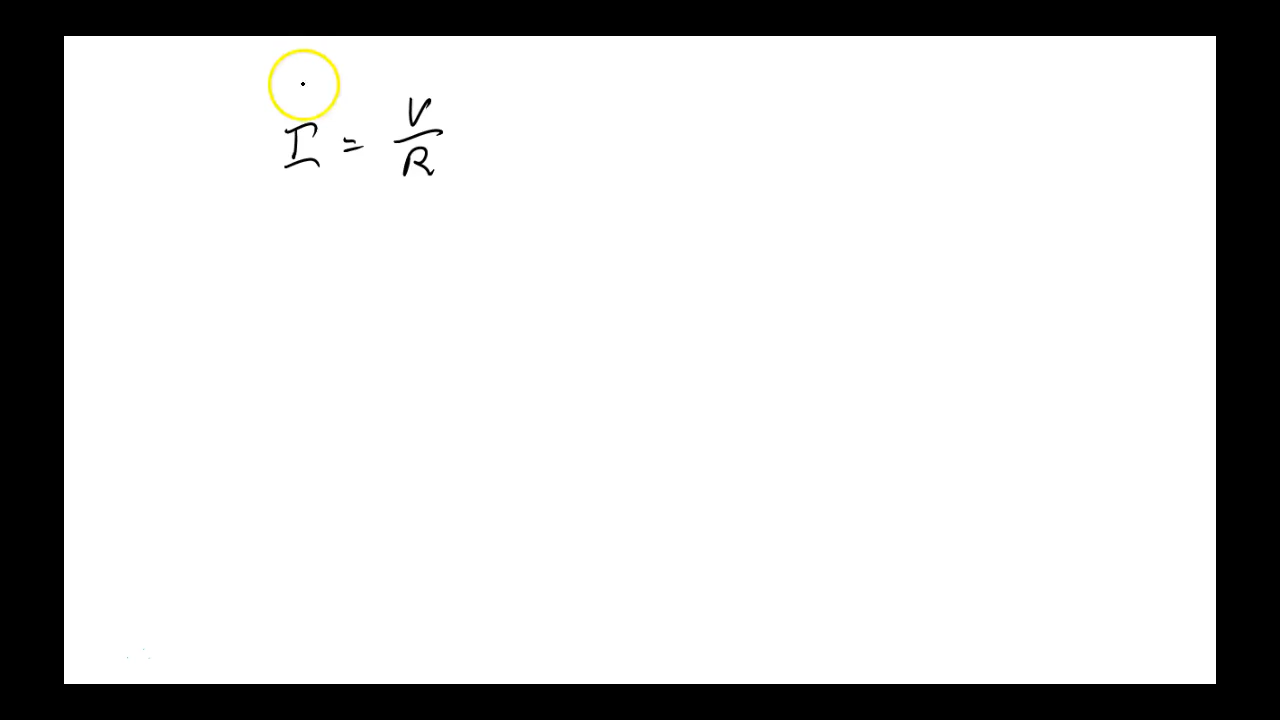 I = V/R